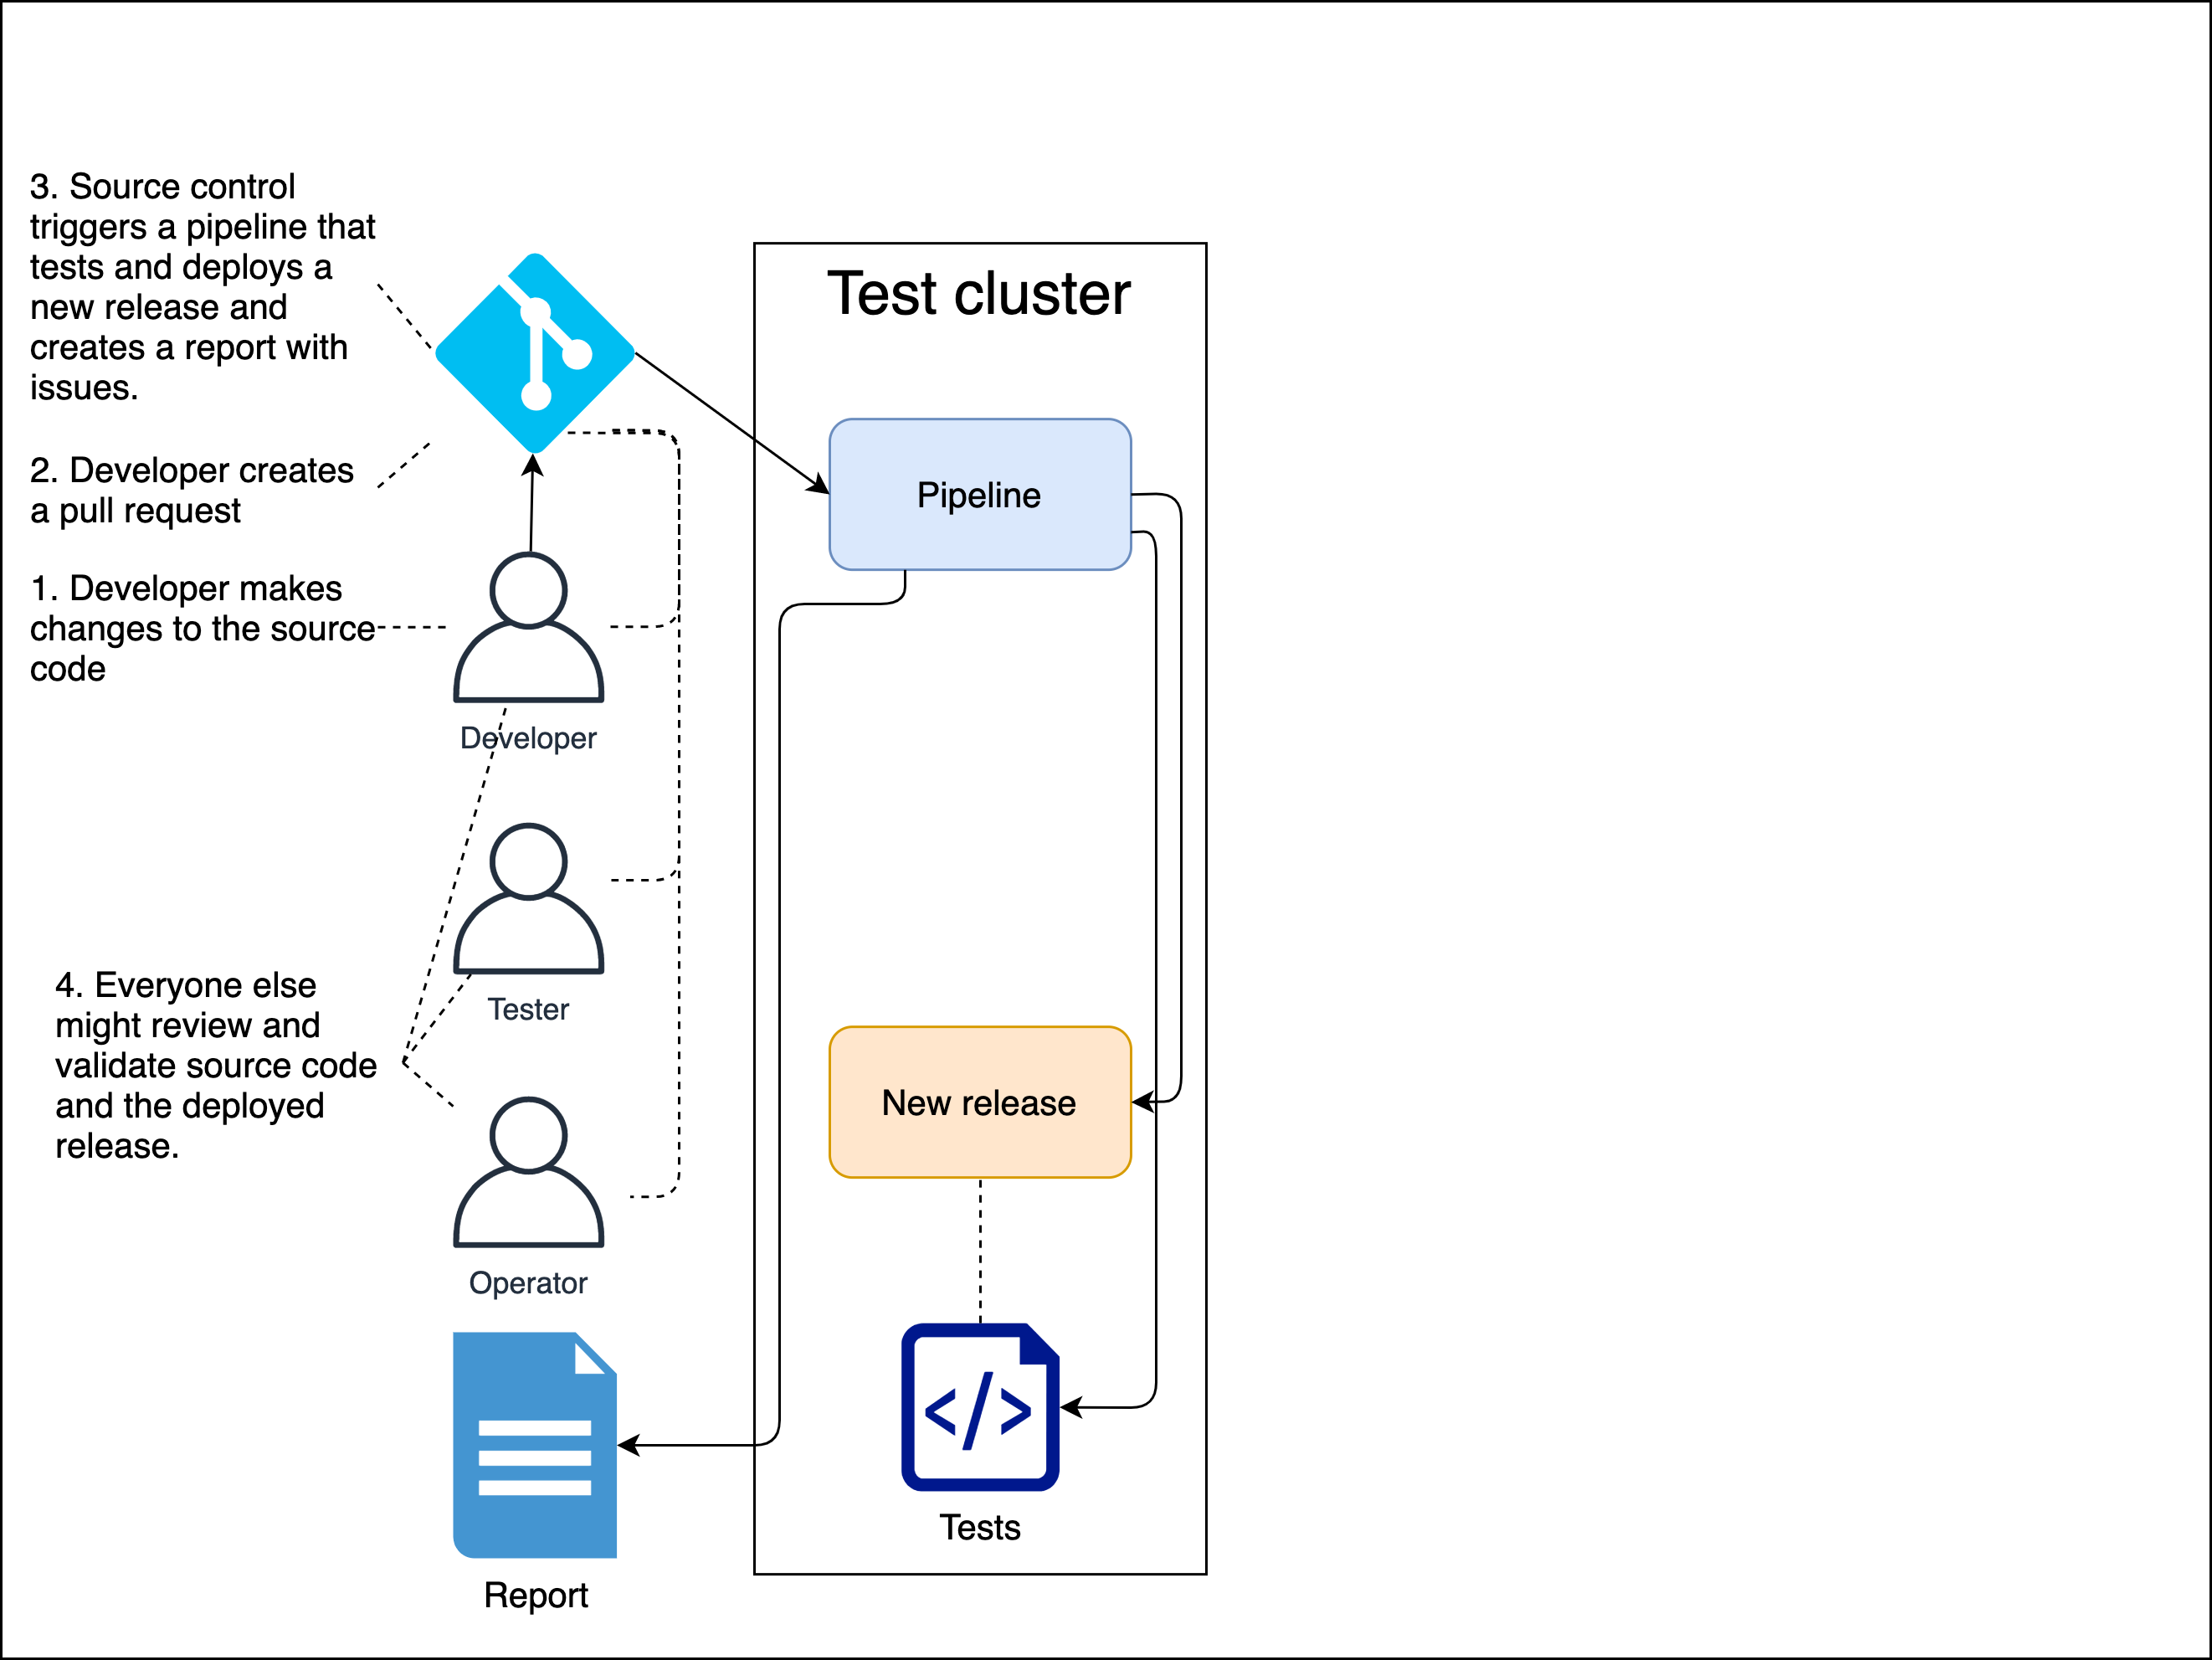 3. Source control
triggers a pipeline that
tests and deploys a
new release and
creates a report with
issues.
2. Developer creates
a pull request
1. Developer makes
changes to the source
code
Developer
Tester
4. Everyone else
might review and
validate source code
and the deployed
release.
Operator
Report
Test cluster
Pipeline
New release
</>
Tests